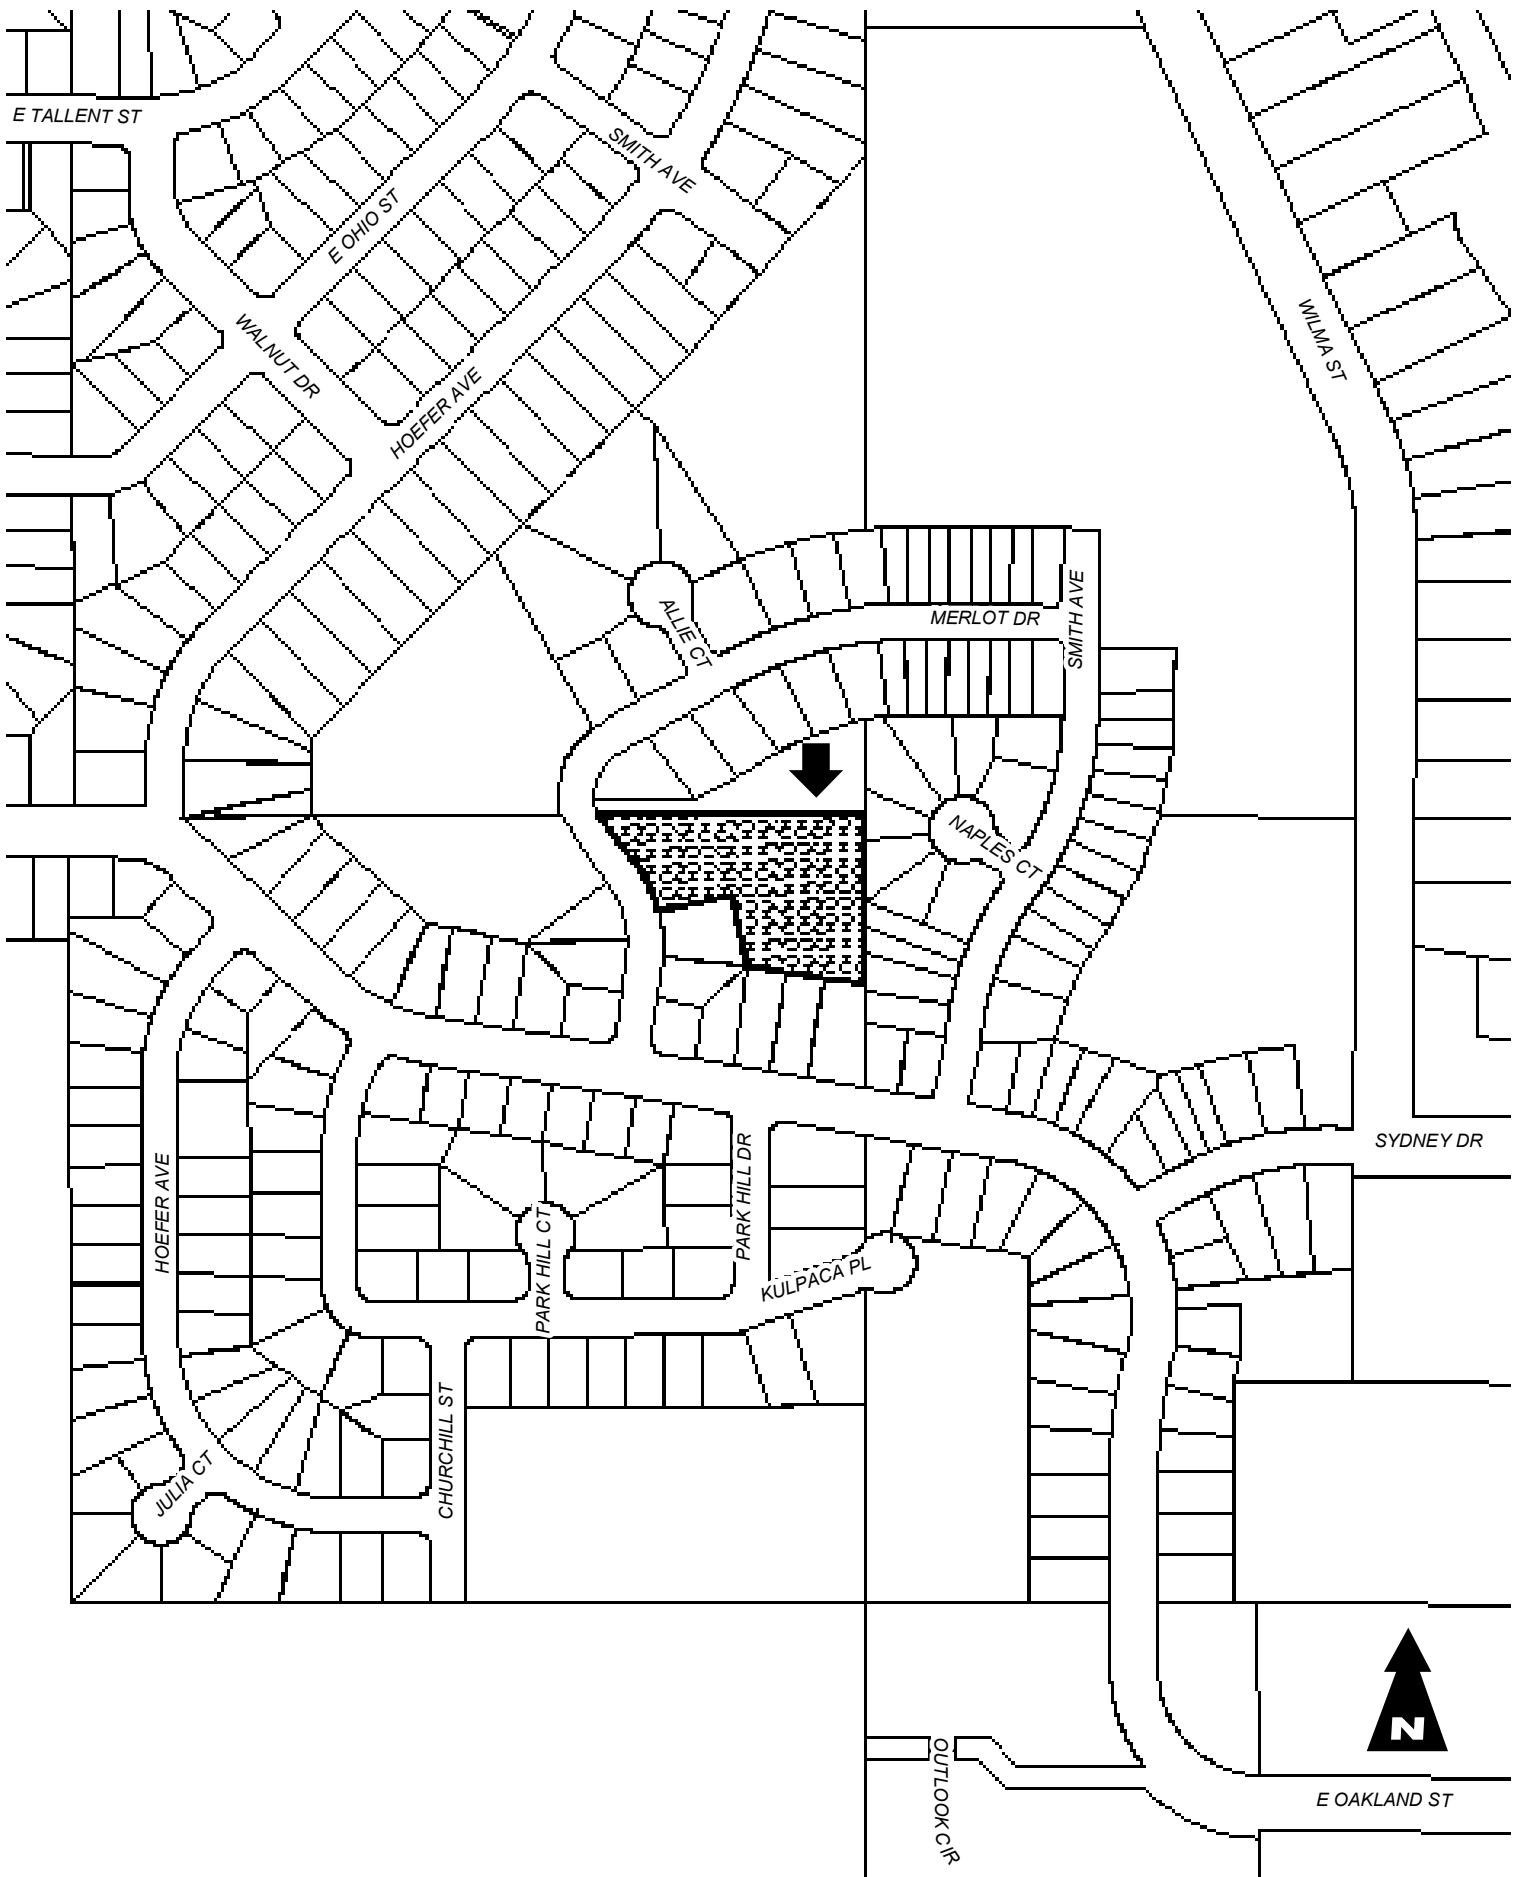 E TALLENT ST
SMITH AVE
E OHIO ST
WALNUT DR
WILMA ST
HOEFER AVE
ALLIE CT
MERLOT DR
SMITH AVE
NAPLES CT
SYDNEY DR
HOEFER AVE
PARK HILL DR
PARK HILL CT
KULPACA PL
CHURCHILL ST
JULIA CT
N
OUTLOOK CIR
E OAKLAND ST